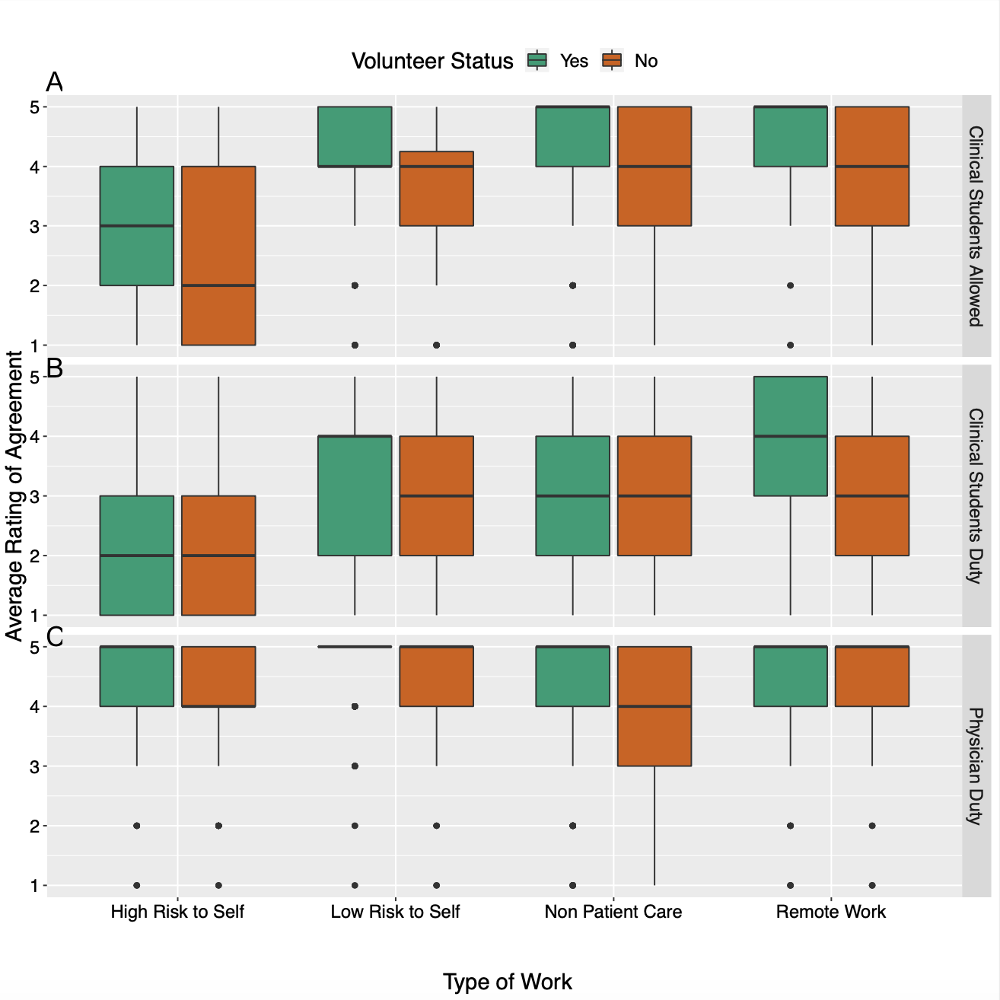 Volunteer Status Yes No
A
5
4
3
2
1
Clinical Students Allowed
B
5
4
3
2
1
Clinical Students Duty
Average Rating of Agreement
C
5
4
3
2
1
Physician Duty
High Risk to Self Low Risk to Self Non Patient Care Remote Work
Type of Work